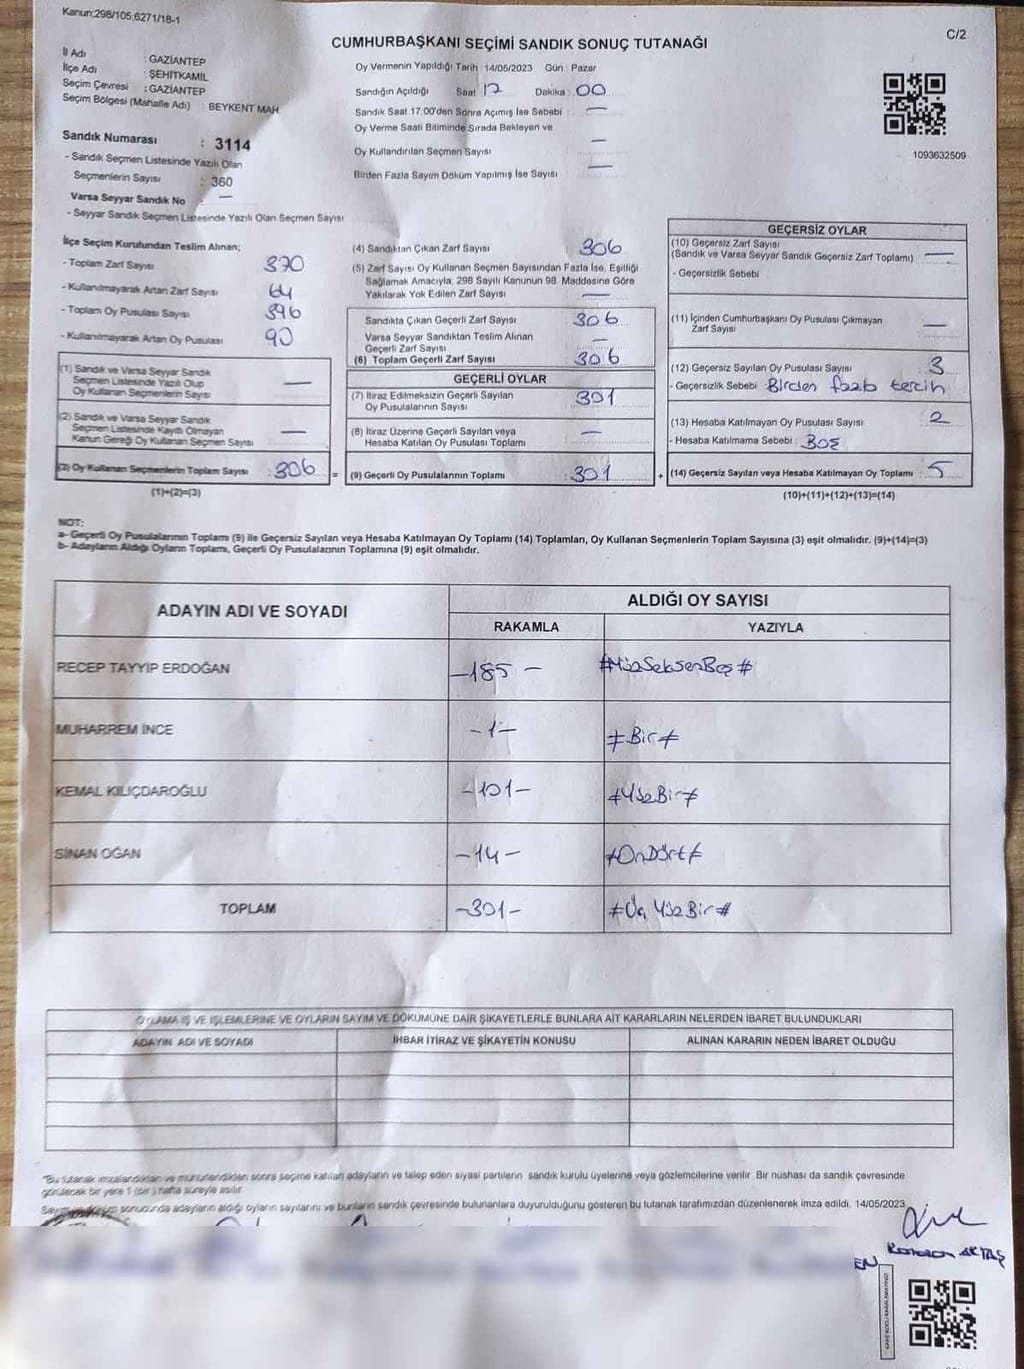 Kanun:298/105,6271/18-1
C/2
CUMHURBAŞKANI SEÇİMİ SANDIK SONUÇ TUTANAĞI
İl Adı : GAZİANTEP
İlçe Adı : ŞEHİTKAMİL
Seçim Çevresi : GAZİANTEP
Seçim Bölgesi (Mahalle Adı) : BEYKENT MAH
Sandık Numarası : 3114
- Sandık Seçmen Listesinde Yazılı Olan
Seçmenlerin Sayısı : 360
Varsa Seyyar Sandık No —
- Seyyar Sandık Seçmen Listesinde Yazılı Olan Seçmen Sayısı
Oy Vermenin Yapıldığı Tarih : 14/05/2023 Gün : Pazar
Sandığın Açıldığı Saat 17 Dakika : 00
Sandık Saat 17.00'den Sonra Açımış İse Sebebi : —
Oy Verme Saati Bitiminde Sırada Bekleyen ve
Oy Kullandırılan Seçmen Sayısı —
Birden Fazla Sayım Döküm Yapılmış İse Sayısı —
1093632509
İlçe Seçim Kurulundan Teslim Alınan;
- Toplam Zarf Sayısı 370
- Kullanılmayarak Artan Zarf Sayısı : 64
- Toplam Oy Pusulası Sayısı : 396
- Kullanılmayarak Artan Oy Pusulası 90
(1) Sandık ve Varsa Seyyar Sandık
Seçmen Listesinde Yazılı Olup
Oy Kullanan Seçmenlerin Sayısı —
(2) Sandık ve Varsa Seyyar Sandık
Seçmen Listesinde Kaydı Olmayan
Kanun Gereği Oy Kullanan Seçmen Sayısı —
(3) Oy Kullanan Seçmenlerin Toplam Sayısı : 306 =
(1)+(2)=(3)
(4) Sandıktan Çıkan Zarf Sayısı 306
(5) Zarf Sayısı Oy Kullanan Seçmen Sayısından Fazla İse, Eşitliği
Sağlamak Amacıyla, 298 Sayılı Kanunun 98. Maddesine Göre
Yakılarak Yok Edilen Zarf Sayısı —
Sandıkta Çıkan Geçerli Zarf Sayısı : 306
Varsa Seyyar Sandıktan Teslim Alınan
Geçerli Zarf Sayısı —
(6) Toplam Geçerli Zarf Sayısı : 306
GEÇERLİ OYLAR
(7) İtiraz Edilmeksizin Geçerli Sayılan
Oy Pusulalarının Sayısı : 301
(8) İtiraz Üzerine Geçerli Sayılan veya
Hesaba Katılan Oy Pusulası Toplamı —
(9) Geçerli Oy Pusulalarının Toplamı : 301 +
GEÇERSİZ OYLAR
(10) Geçersiz Zarf Sayısı
(Sandık ve Varsa Seyyar Sandık Geçersiz Zarf Toplamı) —
- Geçersizlik Sebebi
(11) İçinden Cumhurbaşkanı Oy Pusulası Çıkmayan
Zarf Sayısı —
(12) Geçersiz Sayılan Oy Pusulası Sayısı : 3
- Geçersizlik Sebebi Birden fazla tercih
(13) Hesaba Katılmayan Oy Pusulası Sayısı : 2
- Hesaba Katılmama Sebebi : BOŞ
(14) Geçersiz Sayılan veya Hesaba Katılmayan Oy Toplamı : 5
(10)+(11)+(12)+(13)=(14)
NOT:
a- Geçerli Oy Pusulalarının Toplamı (9) ile Geçersiz Sayılan veya Hesaba Katılmayan Oy Toplamı (14) Toplamları, Oy Kullanan Seçmenlerin Toplam Sayısına (3) eşit olmalıdır. (9)+(14)=(3)
b- Adayların Aldığı Oyların Toplamı, Geçerli Oy Pusulalarının Toplamına (9) eşit olmalıdır.
ADAYIN ADI VE SOYADI
ALDIĞI OY SAYISI
RAKAMLA YAZIYLA
RECEP TAYYİP ERDOĞAN -185- #YüzSeksenBeş#
MUHARREM İNCE -1- #Bir#
KEMAL KILIÇDAROĞLU -101- #YüzBir#
SİNAN OĞAN -14- #OnDört#
TOPLAM -301- #Üç YüzBir#
OYLAMA İŞ VE İŞLEMLERİNE VE OYLARIN SAYIM VE DÖKÜMÜNE DAİR ŞİKAYETLERLE BUNLARA AİT KARARLARIN NELERDEN İBARET BULUNDUKLARI
ADAYIN ADI VE SOYADI İHBAR İTİRAZ VE ŞİKAYETİN KONUSU ALINAN KARARIN NEDEN İBARET OLDUĞU
"Bu tutanak imzalandıktan ve mühürlendikten sonra seçime katılan adayların ve talep eden siyasi partilerin sandık kurulu üyelerine veya gözlemcilerine verilir. Bir nüshası da sandık çevresinde
görülecek bir yere 1 (bir) hafta süreyle asılır.
Sayım ve döküm sonucunda adayların aldığı oyların sayılarını ve bunların sandık çevresinde bulunanlara duyurulduğunu gösteren bu tutanak tarafımızdan düzenlenerek imza edildi. 14/05/2023
AKTAŞ
EN